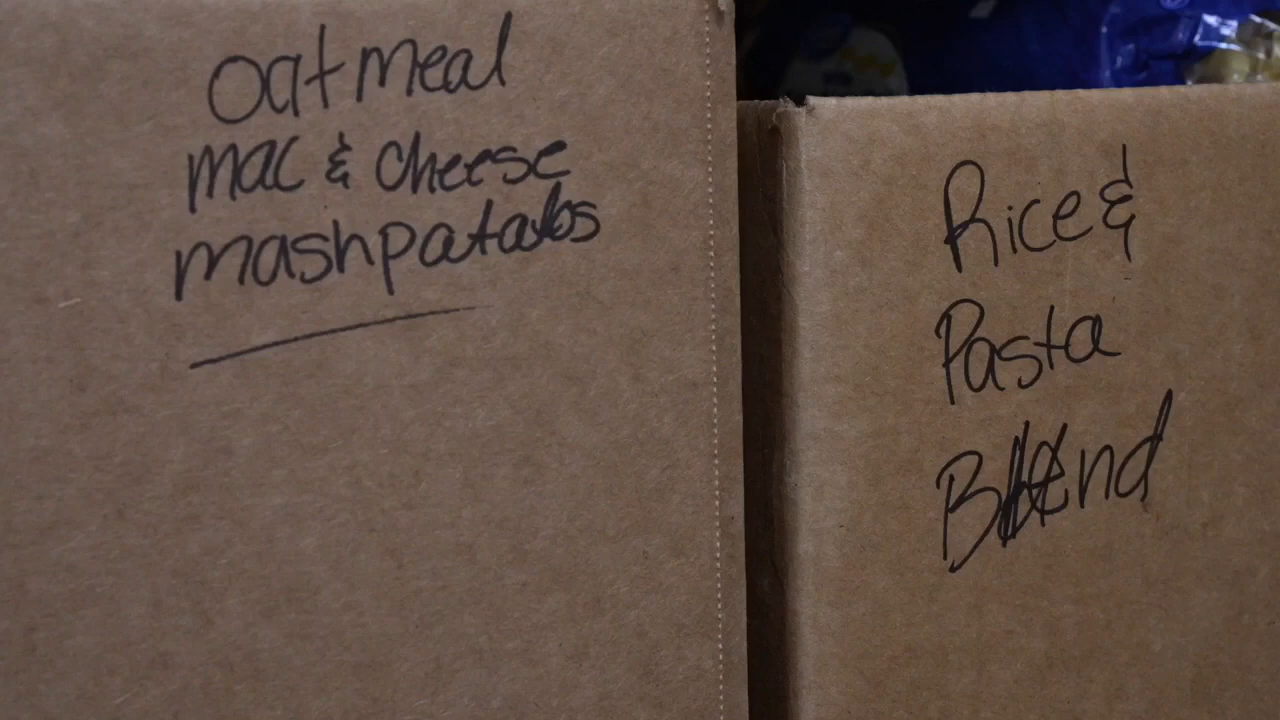 oatmeal
mac & cheese
mashpatatos
Rice &
Pasta
Blend